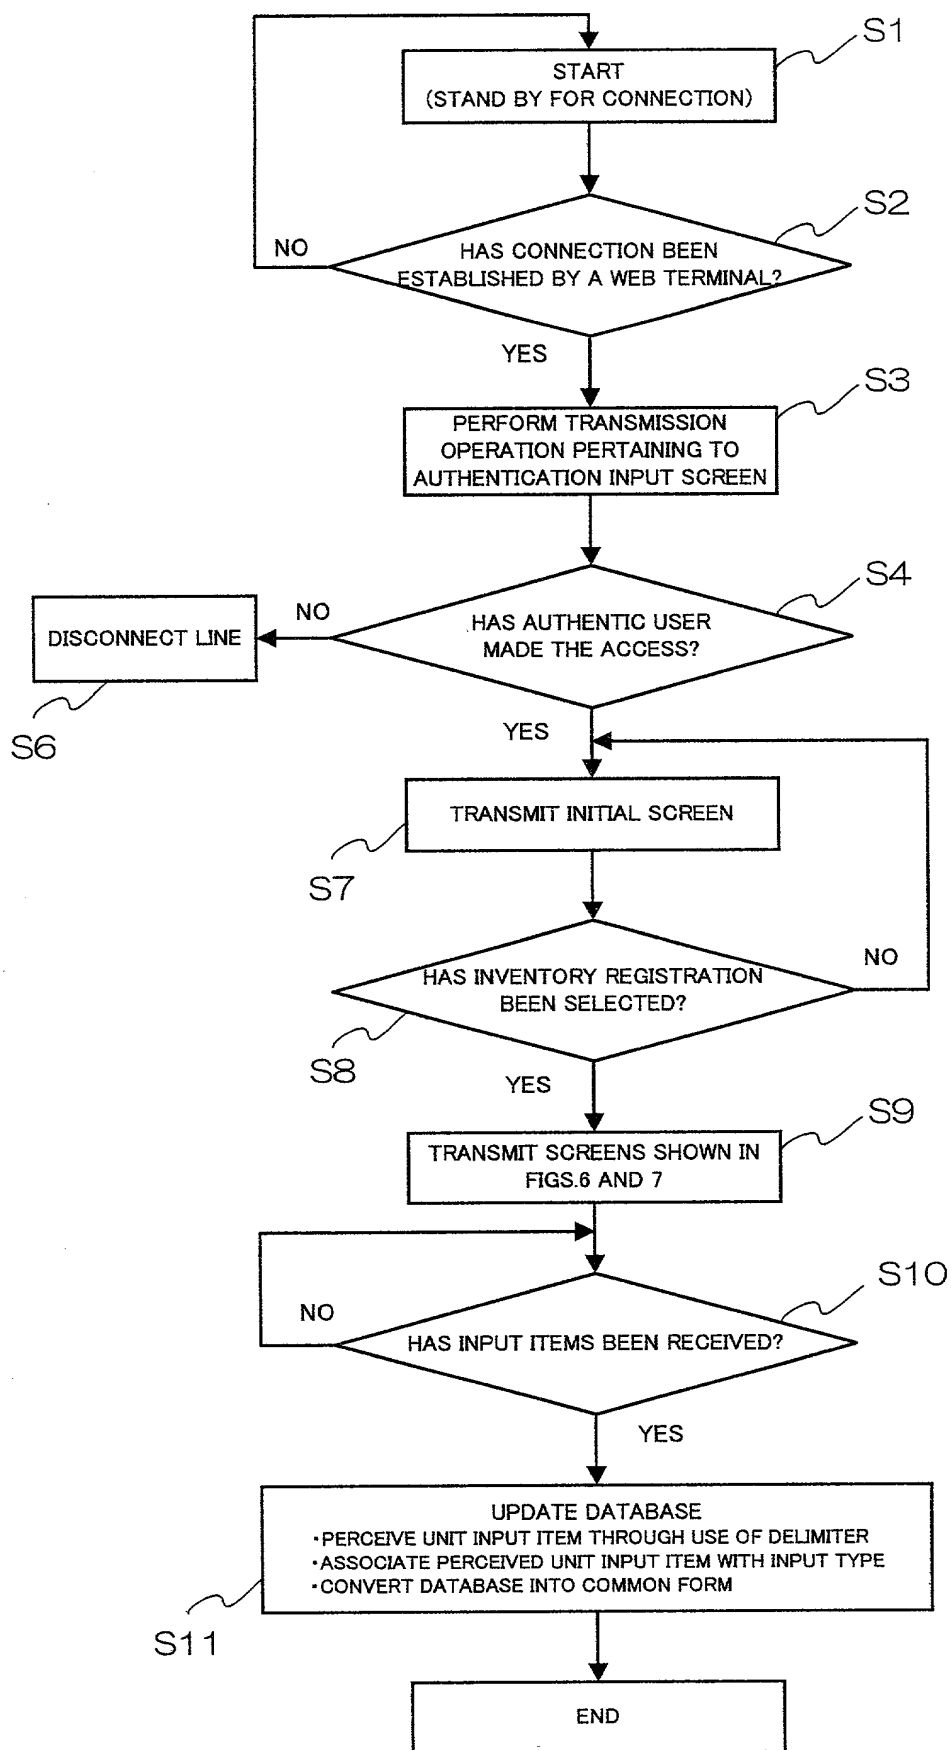 S1
START
(STAND BY FOR CONNECTION)
S2
HAS CONNECTION BEEN
ESTABLISHED BY A WEB TERMINAL?
NO
YES
S3
PERFORM TRANSMISSION
OPERATION PERTAINING TO
AUTHENTICATION INPUT SCREEN
S4
HAS AUTHENTIC USER
MADE THE ACCESS?
NO
DISCONNECT LINE
S6
YES
TRANSMIT INITIAL SCREEN
S7
HAS INVENTORY REGISTRATION
BEEN SELECTED?
NO
S8
YES
S9
TRANSMIT SCREENS SHOWN IN
FIGS.6 AND 7
S10
NO
HAS INPUT ITEMS BEEN RECEIVED?
YES
UPDATE DATABASE
・PERCEIVE UNIT INPUT ITEM THROUGH USE OF DELIMITER
・ASSOCIATE PERCEIVED UNIT INPUT ITEM WITH INPUT TYPE
・CONVERT DATABASE INTO COMMON FORM
S11
END